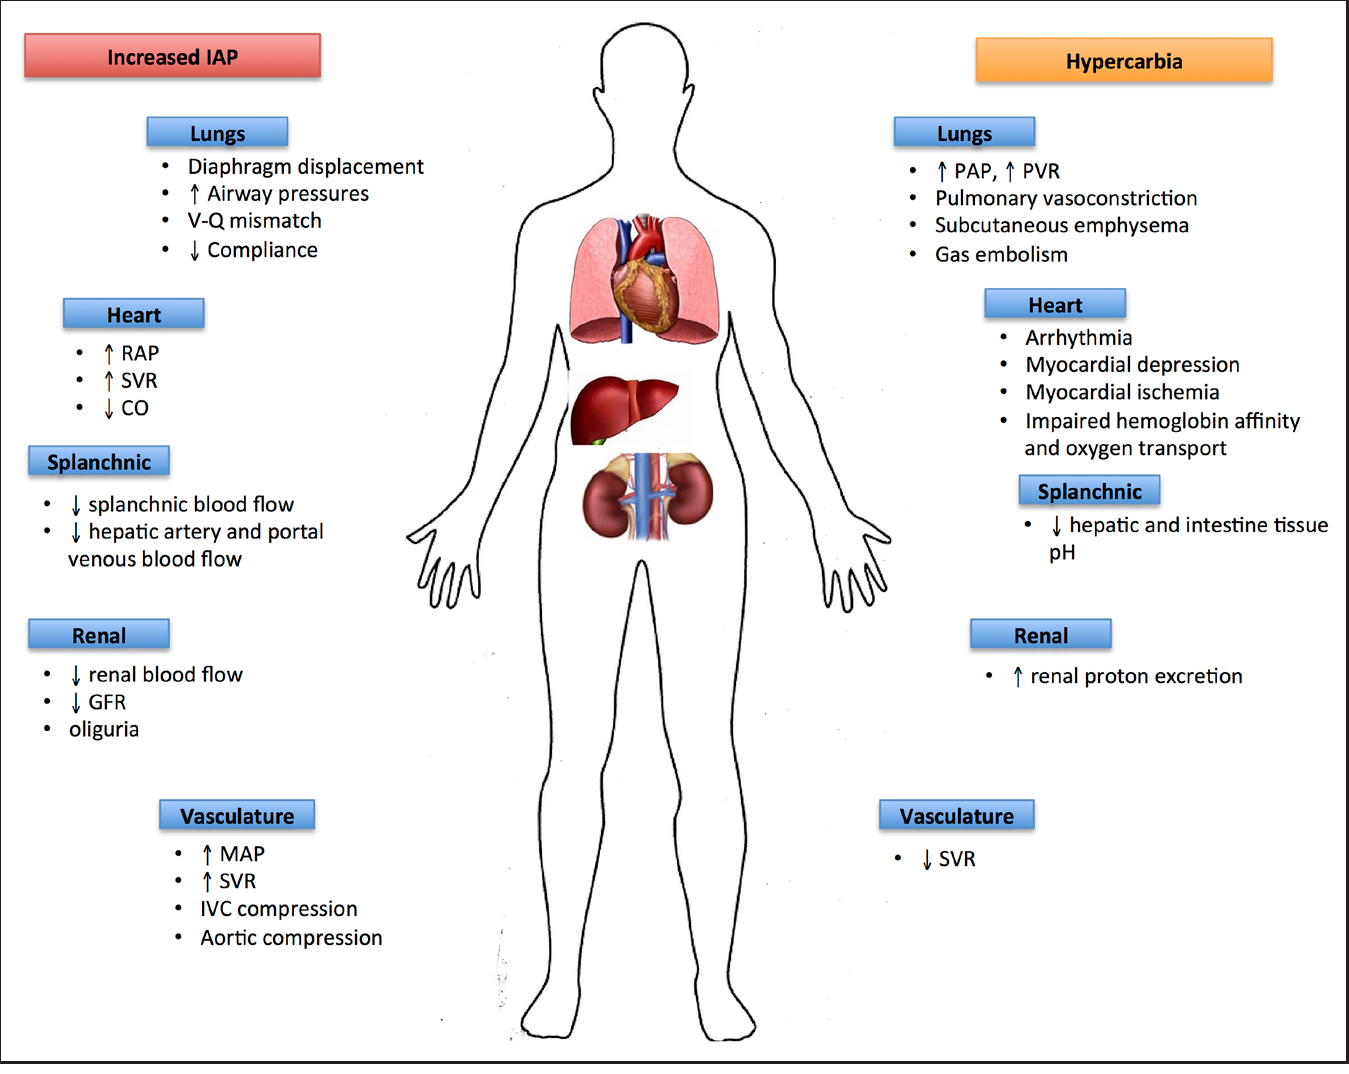 Increased IAP
Lungs
• Diaphragm displacement
• ↑ Airway pressures
• V-Q mismatch
• ↓ Compliance
Heart
• ↑ RAP
• ↑ SVR
• ↓ CO
Splanchnic
• ↓ splanchnic blood flow
• ↓ hepatic artery and portal
venous blood flow
Renal
• ↓ renal blood flow
• ↓ GFR
• oliguria
Vasculature
• ↑ MAP
• ↑ SVR
• IVC compression
• Aortic compression
Hypercarbia
Lungs
• ↑ PAP, ↑ PVR
• Pulmonary vasoconstriction
• Subcutaneous emphysema
• Gas embolism
Heart
• Arrhythmia
• Myocardial depression
• Myocardial ischemia
• Impaired hemoglobin affinity
and oxygen transport
Splanchnic
• ↓ hepatic and intestine tissue
pH
Renal
• ↑ renal proton excretion
Vasculature
• ↓ SVR